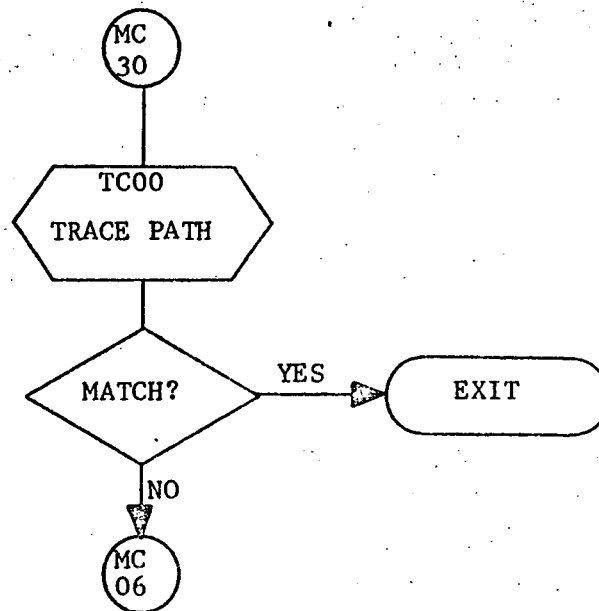 MC
30
TC00
TRACE PATH
MATCH?
YES
EXIT
NO
MC
06